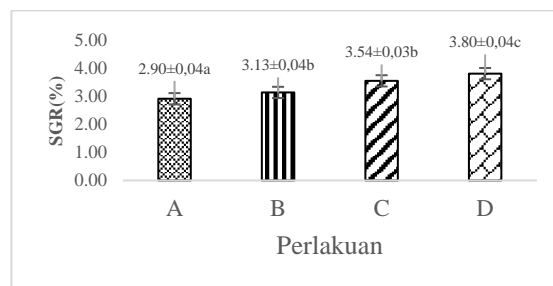 SGR(%)
5.00
4.00
3.00
2.00
1.00
0.00
2.90±0,04a
3.13±0,04b
3.54±0,03b
3.80±0,04c
A B C D
Perlakuan